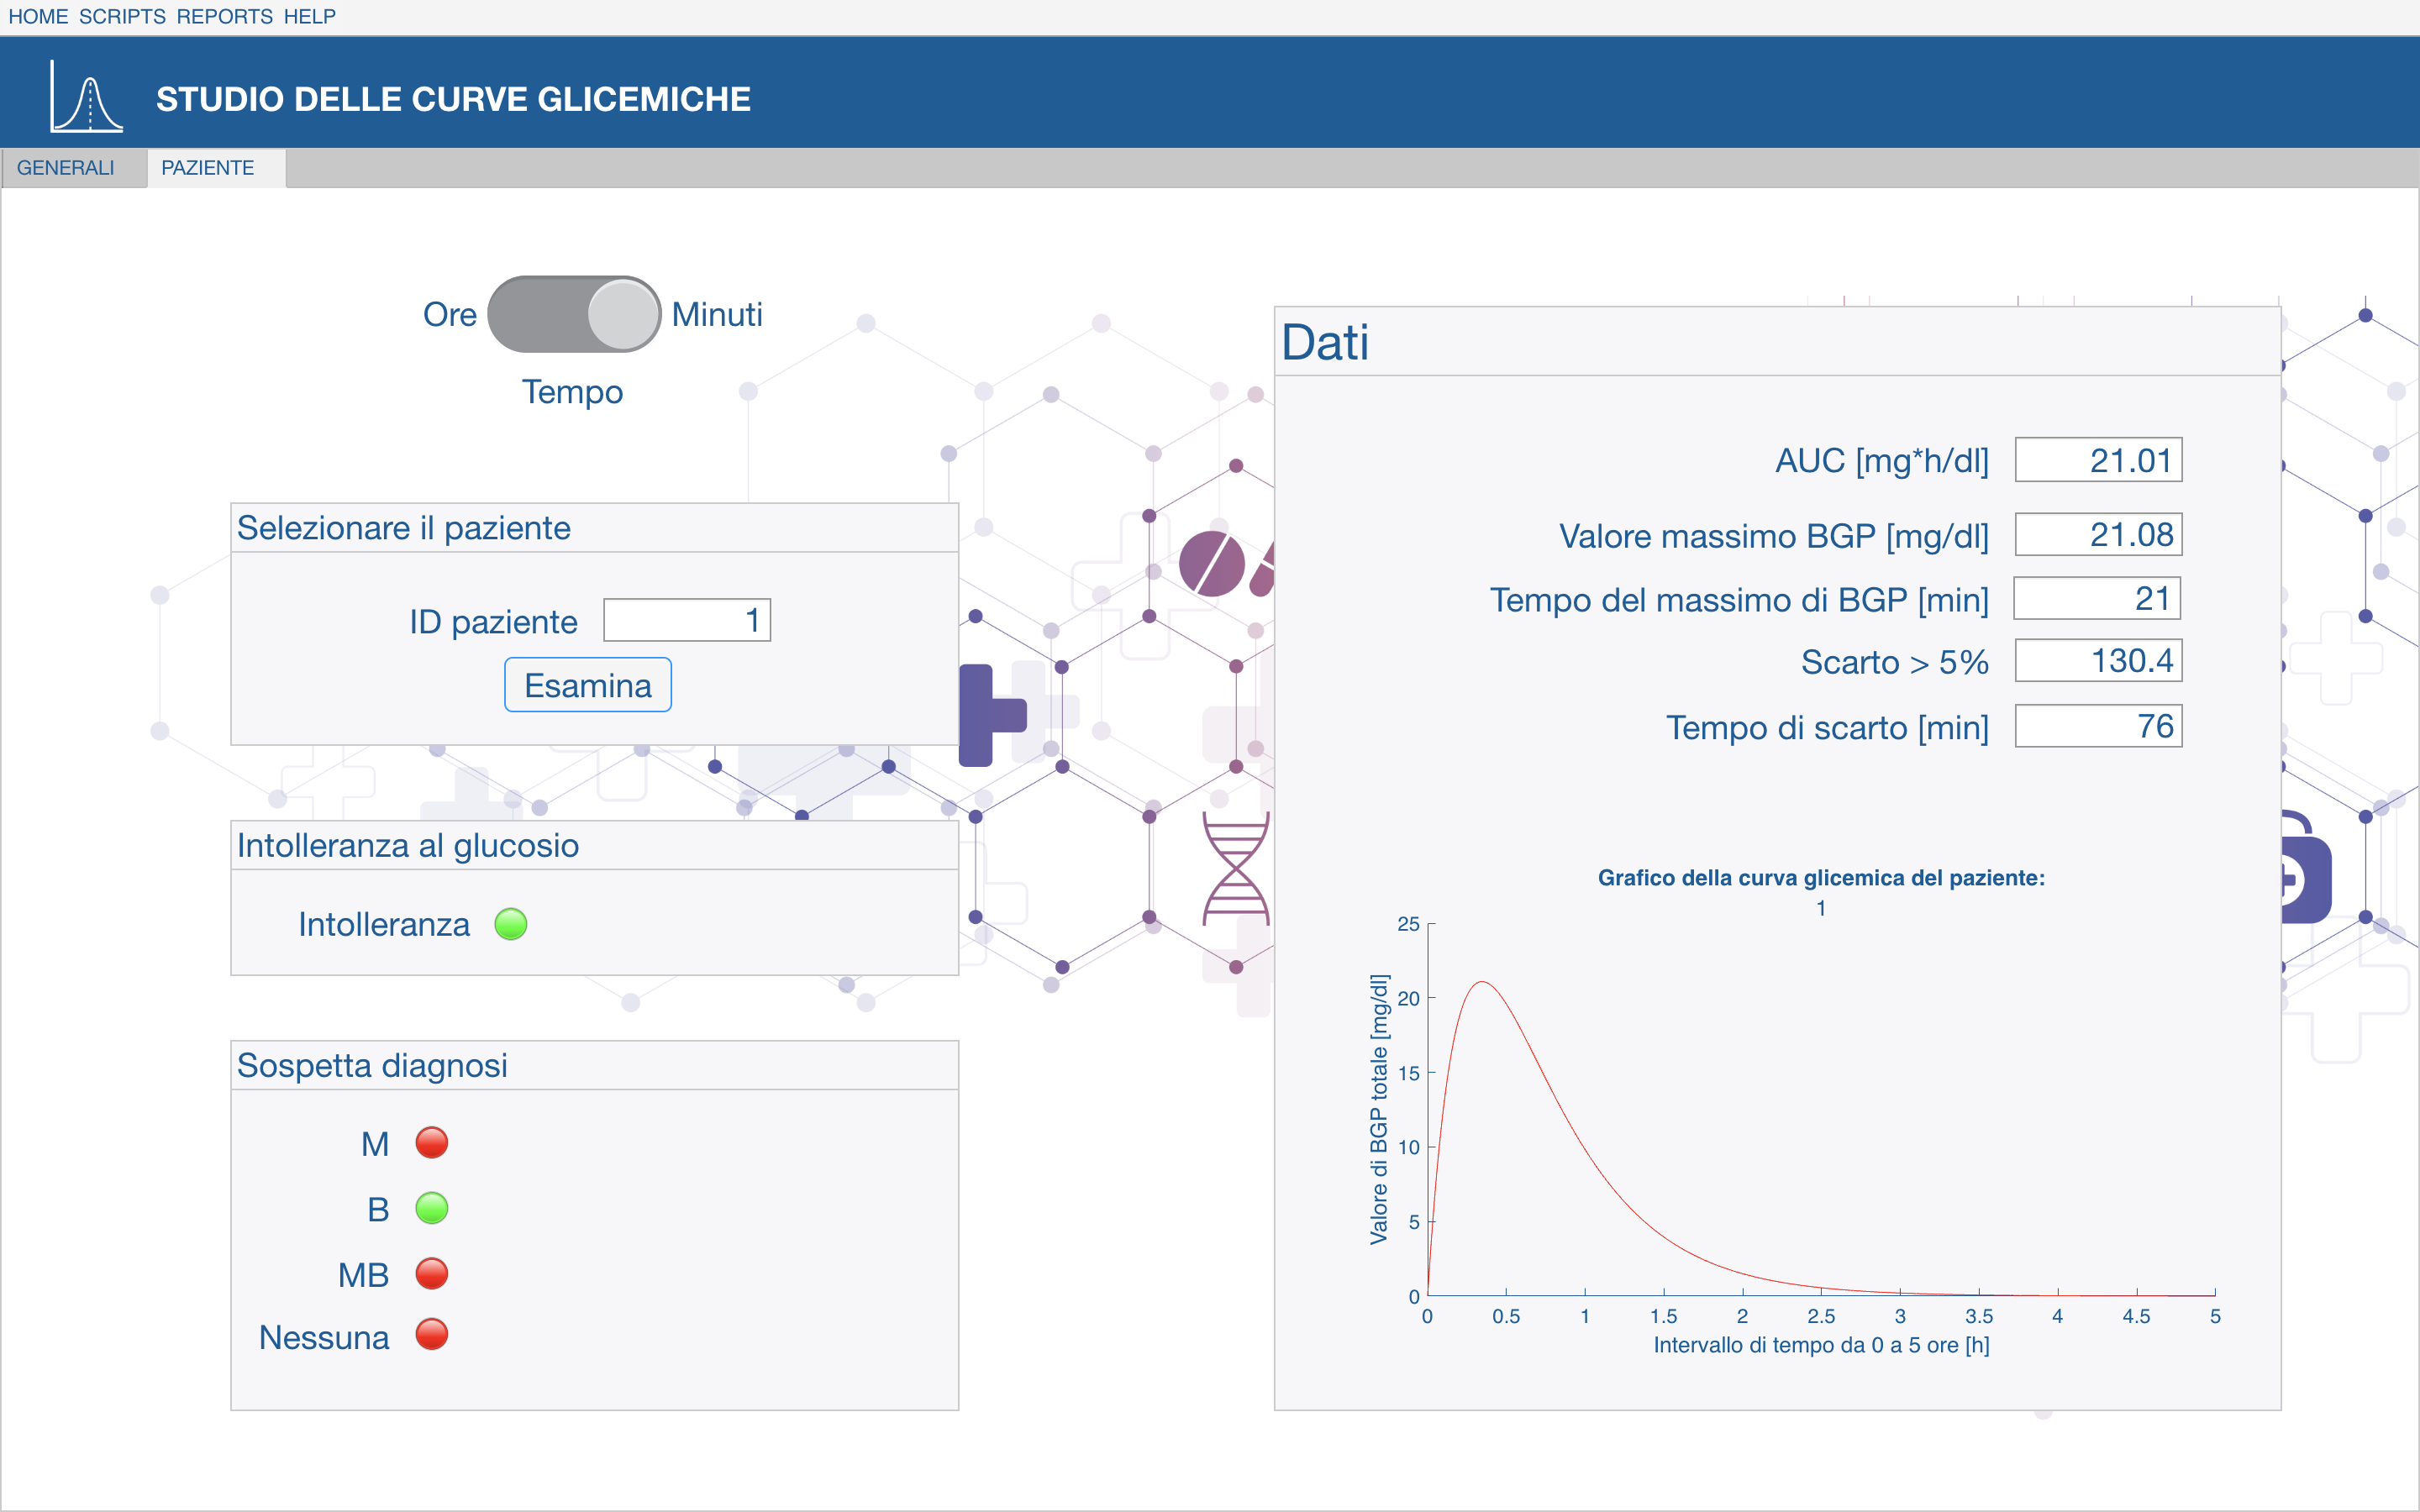 HOME SCRIPTS REPORTS HELP
STUDIO DELLE CURVE GLICEMICHE
GENERALI PAZIENTE
Ore Minuti
Tempo
Selezionare il paziente
ID paziente 1
Esamina
Intolleranza al glucosio
Intolleranza
Sospetta diagnosi
M
B
MB
Nessuna
Dati
AUC [mg*h/dl] 21.01
Valore massimo BGP [mg/dl] 21.08
Tempo del massimo di BGP [min] 21
Scarto > 5% 130.4
Tempo di scarto [min] 76
Grafico della curva glicemica del paziente:
1
Valore di BGP totale [mg/dl]
25
20
15
10
5
0
0 0.5 1 1.5 2 2.5 3 3.5 4 4.5 5
Intervallo di tempo da 0 a 5 ore [h]